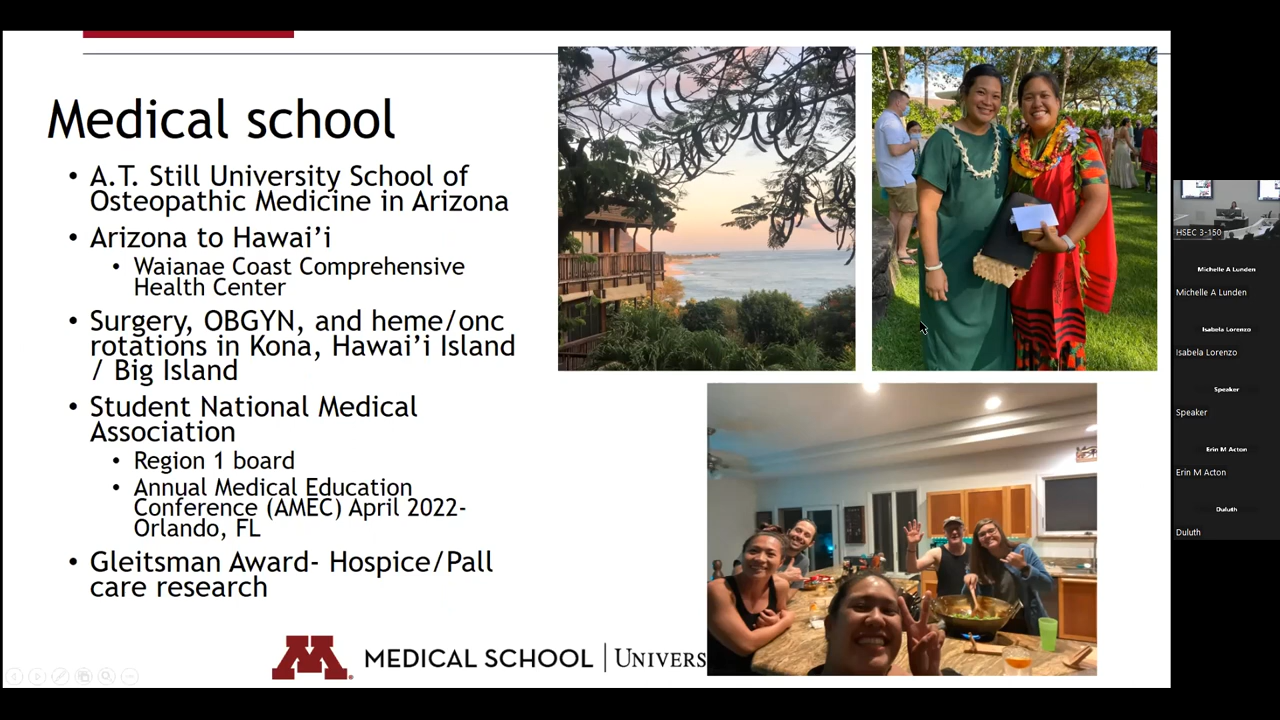 Medical school
• A.T. Still University School of
Osteopathic Medicine in Arizona
• Arizona to Hawai’i
• Waianae Coast Comprehensive
Health Center
• Surgery, OBGYN, and heme/onc
rotations in Kona, Hawai’i Island
/ Big Island
• Student National Medical
Association
• Region 1 board
• Annual Medical Education
Conference (AMEC) April 2022-
Orlando, FL
• Gleitsman Award- Hospice/Pall
care research
M
MEDICAL SCHOOL | UNIVERS
HSEC 3-150
Michelle A Lunden
Michelle A Lunden
Isabela Lorenzo
Isabela Lorenzo
Speaker
Speaker
Erin M Acton
Erin M Acton
Duluth
Duluth